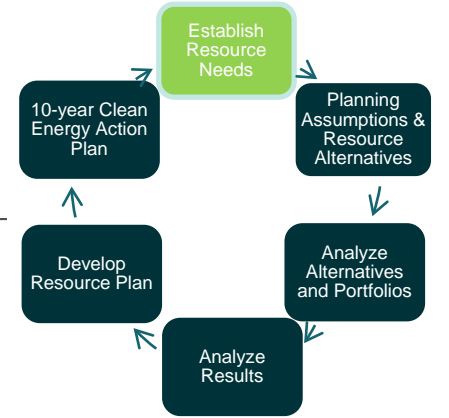 Establish
Resource
Needs
Planning
Assumptions &
Resource
Alternatives
Analyze
Alternatives
and Portfolios
Analyze
Results
Develop
Resource Plan
10-year Clean
Energy Action
Plan